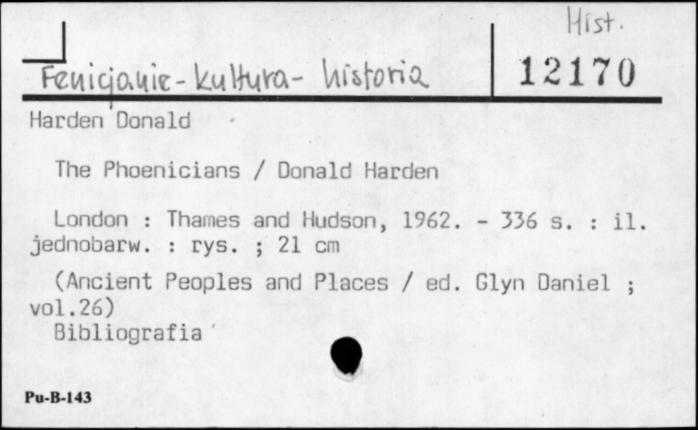 Hist.
Fenicjanie - kultura - historia
12170
Harden Donald
The Phoenicians / Donald Harden
London : Thames and Hudson, 1962. - 336 s. : il.
jednobarw. : rys. ; 21 cm
(Ancient Peoples and Places / ed. Glyn Daniel ;
vol.26)
Bibliografia
Pu-B-143